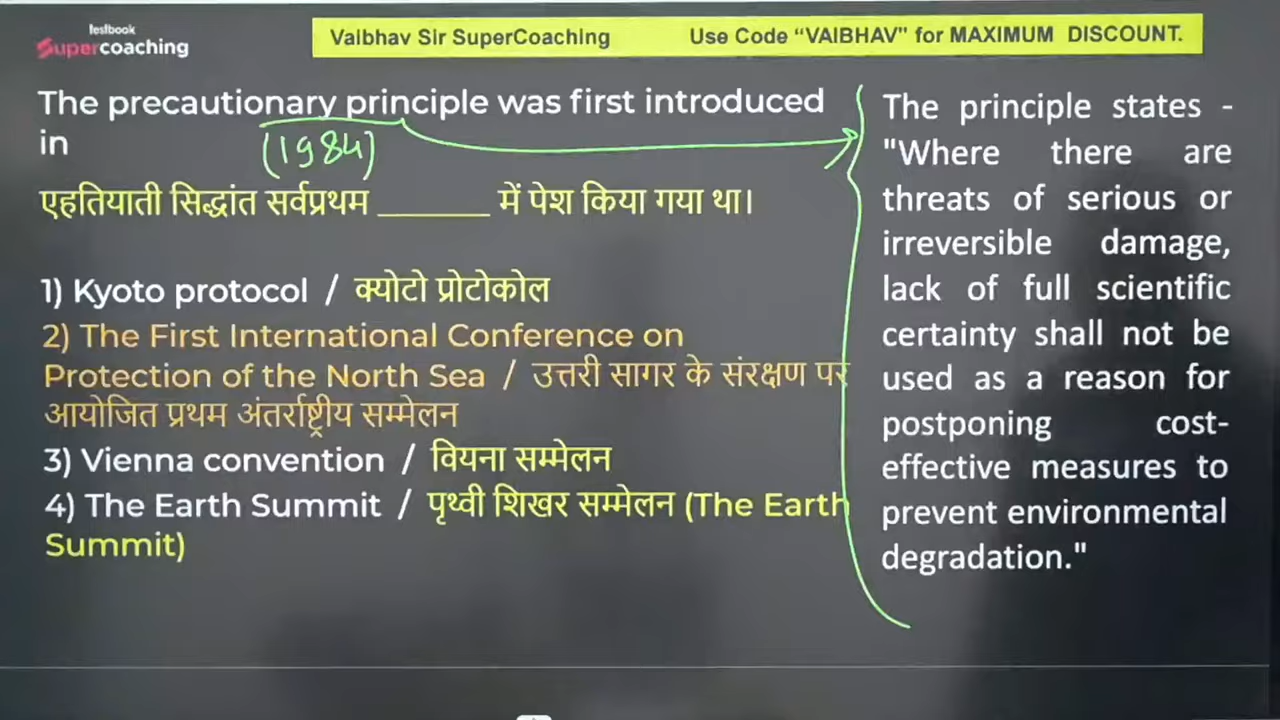 testbook
Supercoaching
Vaibhav Sir SuperCoaching Use Code “VAIBHAV” for MAXIMUM DISCOUNT.
The precautionary principle was first introduced
in
(1984)
एहतियाती सिद्धांत सर्वप्रथम _______ में पेश किया गया था।
1) Kyoto protocol / क्योटो प्रोटोकोल
2) The First International Conference on
Protection of the North Sea / उत्तरी सागर के संरक्षण पर
आयोजित प्रथम अंतर्राष्ट्रीय सम्मेलन
3) Vienna convention / वियना सम्मेलन
4) The Earth Summit / पृथ्वी शिखर सम्मेलन (The Earth
Summit)
The principle states -
"Where there are
threats of serious or
irreversible damage,
lack of full scientific
certainty shall not be
used as a reason for
postponing cost-
effective measures to
prevent environmental
degradation."